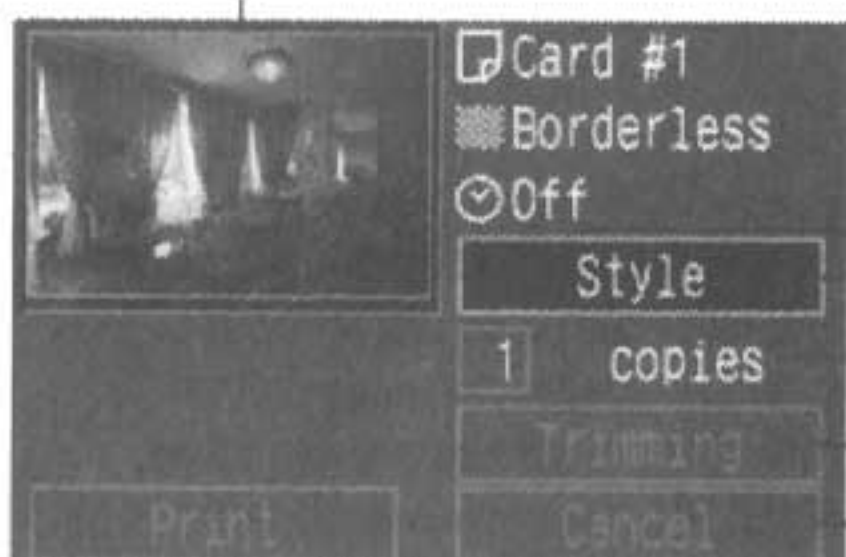 Card #1
Borderless
Off
Style
1 copies
Trimming
Print
Cancel